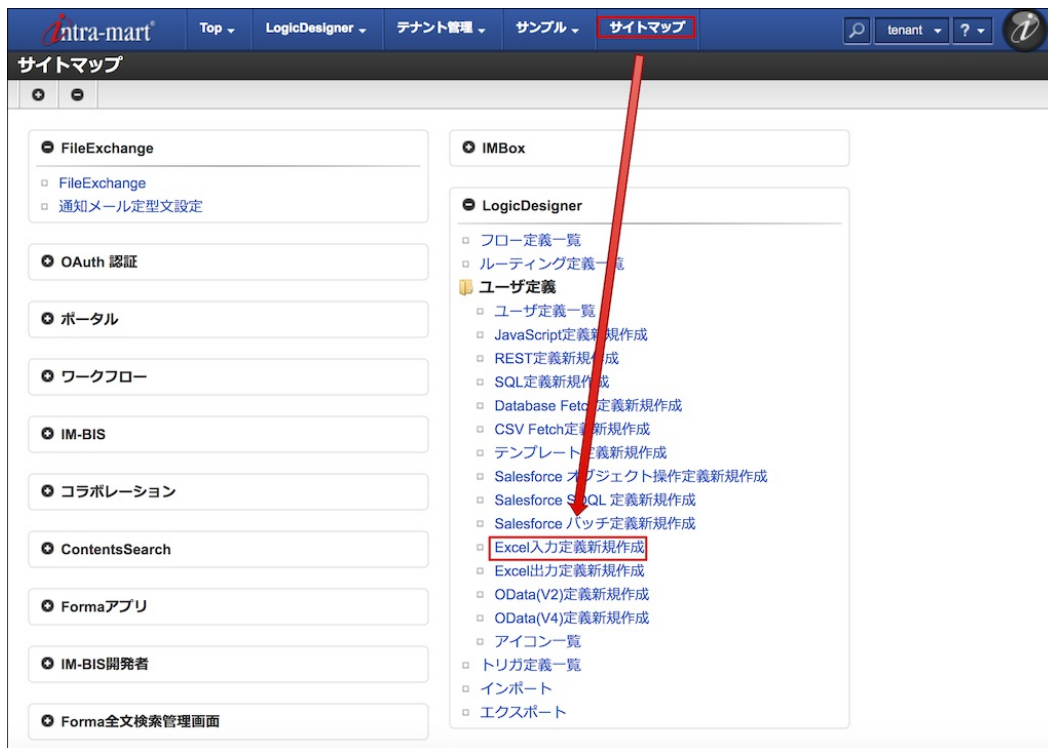 intra-mart®
Top
LogicDesigner
テナント管理
サンプル
サイトマップ
tenant
?
サイトマップ
FileExchange
FileExchange
通知メール定型文設定
OAuth 認証
ポータル
ワークフロー
IM-BIS
コラボレーション
ContentsSearch
Formaアプリ
IM-BIS開発者
Forma全文検索管理画面
IMBox
LogicDesigner
フロー定義一覧
ルーティング定義一覧
ユーザ定義
ユーザ定義一覧
JavaScript定義新規作成
REST定義新規作成
SQL定義新規作成
Database Fetch定義新規作成
CSV Fetch定義新規作成
テンプレート定義新規作成
Salesforce オブジェクト操作定義新規作成
Salesforce SOQL 定義新規作成
Salesforce バッチ定義新規作成
Excel入力定義新規作成
Excel出力定義新規作成
OData(V2)定義新規作成
OData(V4)定義新規作成
アイコン一覧
トリガ定義一覧
インポート
エクスポート